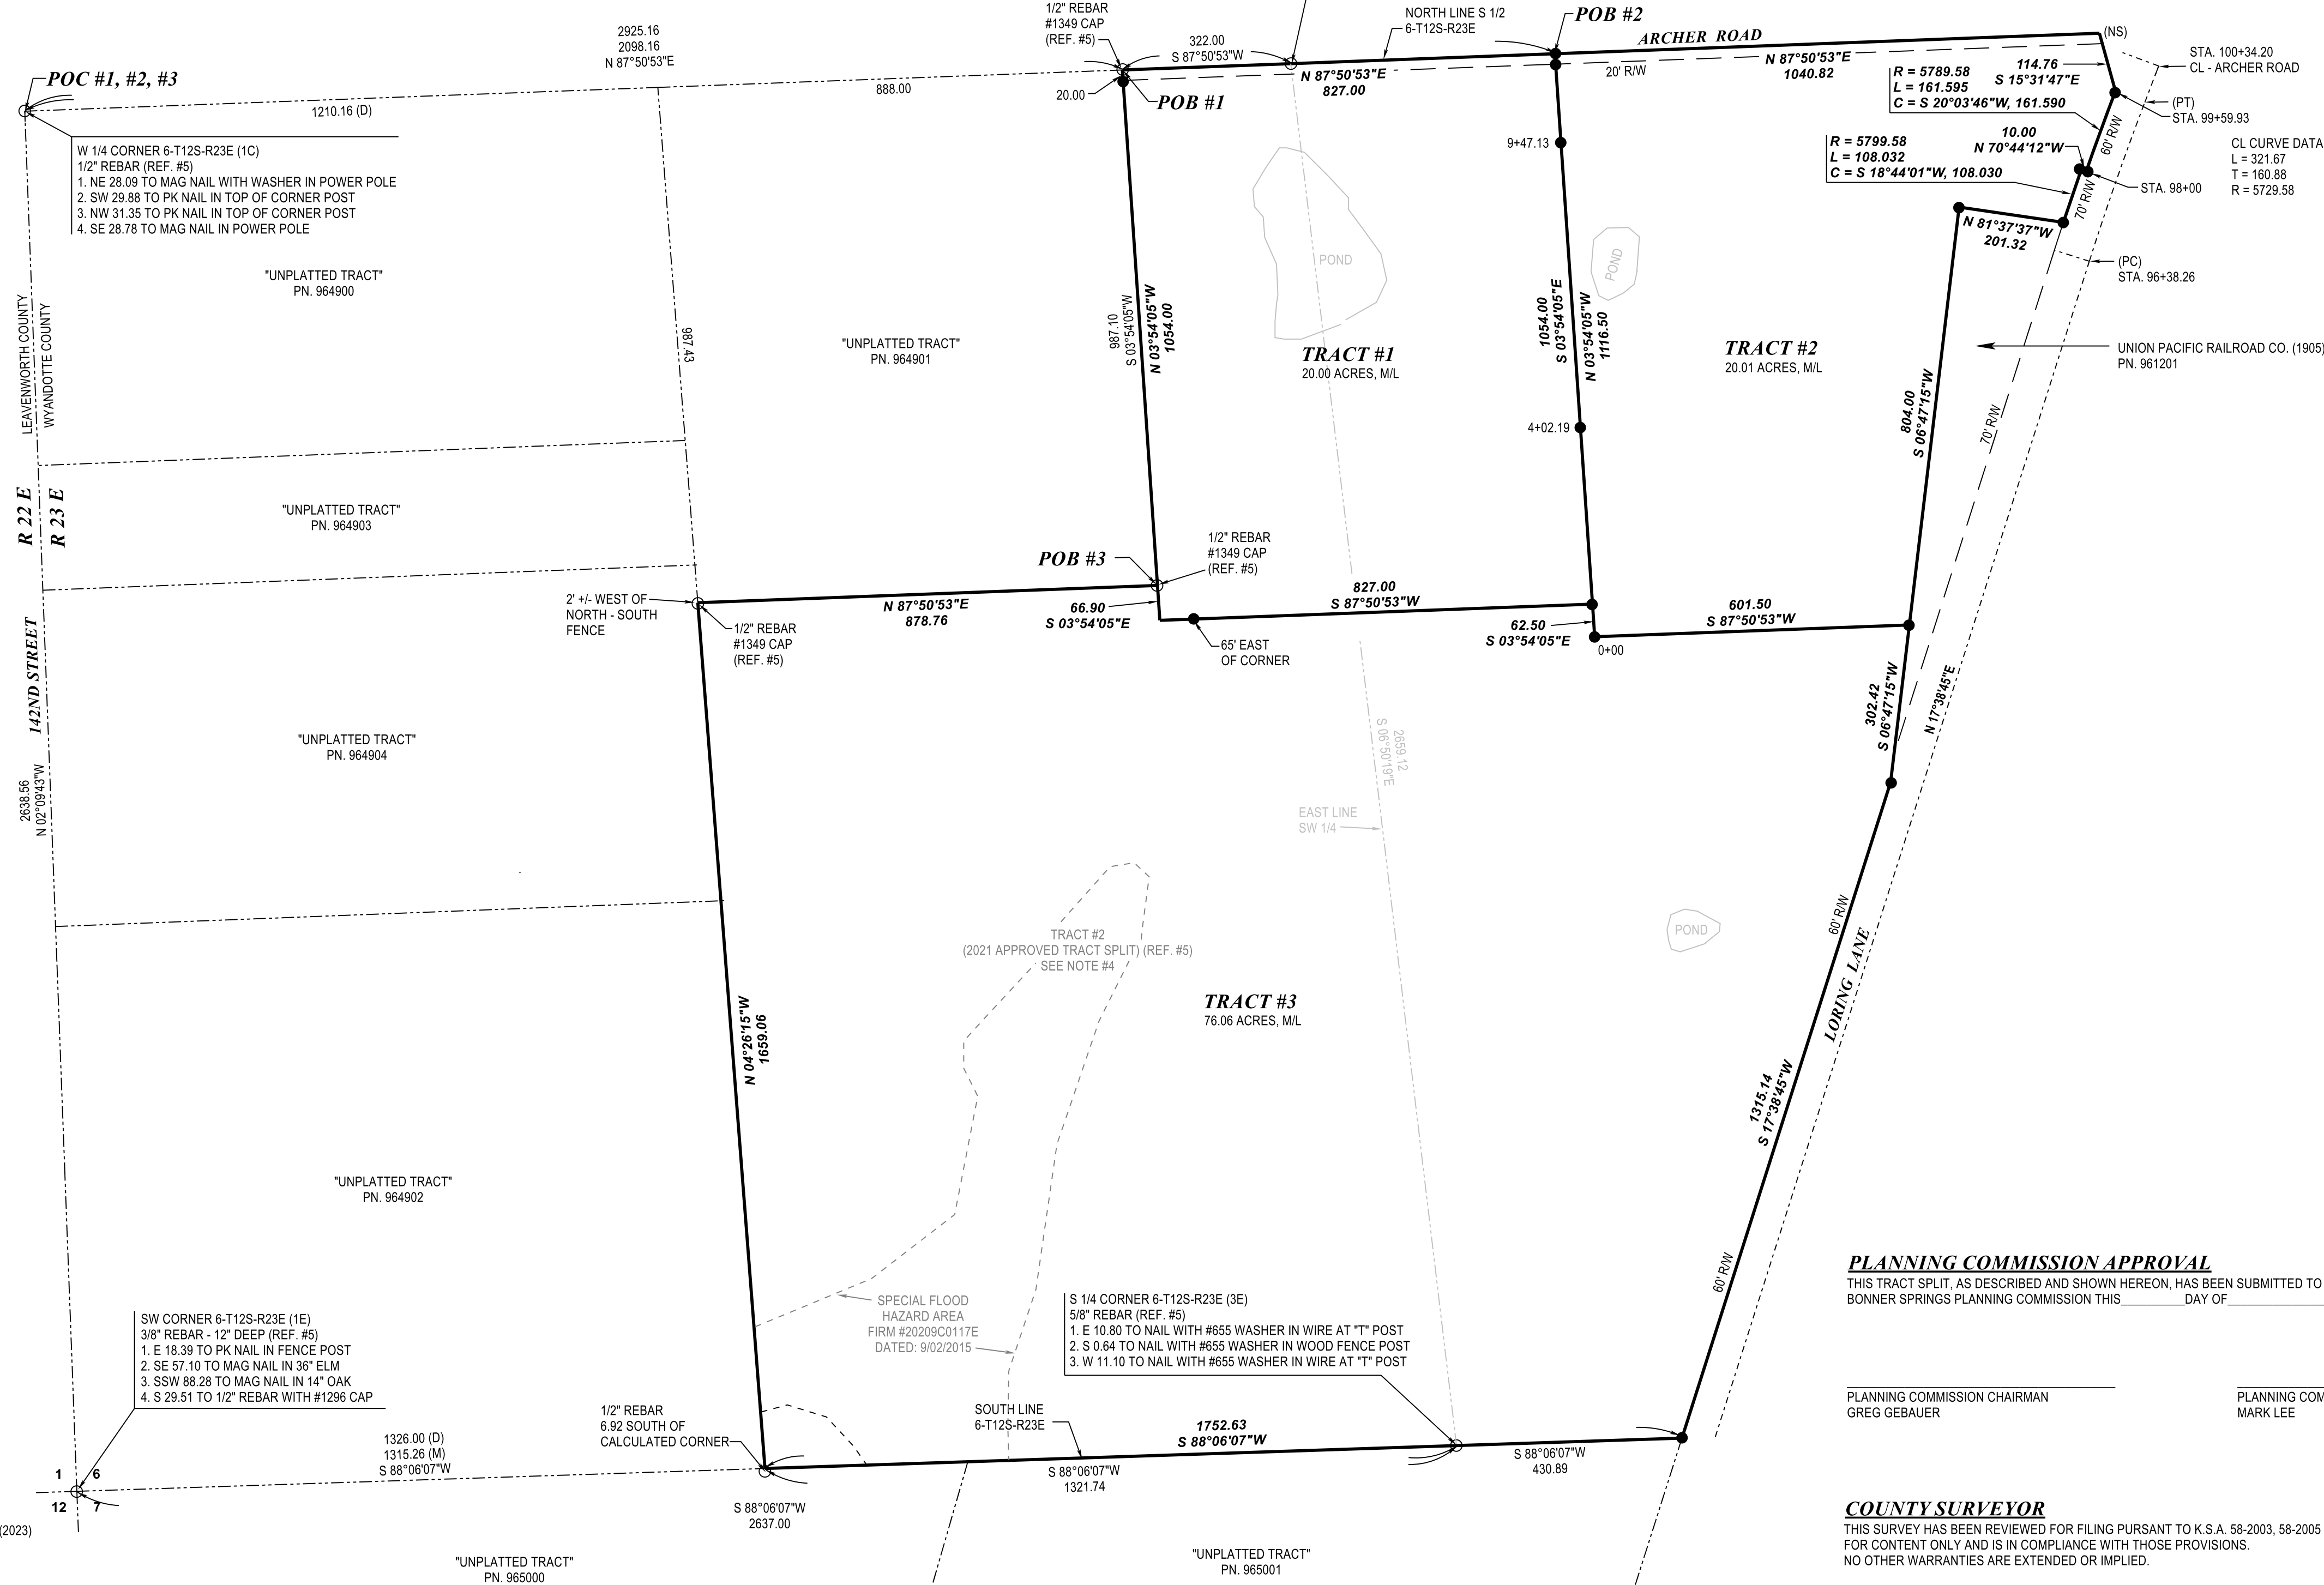 1/2" REBAR
#1349 CAP
(REF. #5)
NORTH LINE S 1/2
6-T12S-R23E
POB #2
2925.16
2098.16
N 87°50'53"E
322.00
S 87°50'53"W
ARCHER ROAD
(NS)
STA. 100+34.20
CL - ARCHER ROAD
POC #1, #2, #3
1210.16 (D)
888.00
20.00
POB #1
N 87°50'53"E
827.00
20' R/W
N 87°50'53"E
1040.82
114.76
S 15°31'47"E
R = 5789.58
L = 161.595
C = S 20°03'46"W, 161.590
(PT)
STA. 99+59.93
60' R/W
W 1/4 CORNER 6-T12S-R23E (1C)
1/2" REBAR (REF. #5)
1. NE 28.09 TO MAG NAIL WITH WASHER IN POWER POLE
2. SW 29.88 TO PK NAIL IN TOP OF CORNER POST
3. NW 31.35 TO PK NAIL IN TOP OF CORNER POST
4. SE 28.78 TO MAG NAIL IN POWER POLE
9+47.13
R = 5799.58
L = 108.032
C = S 18°44'01"W, 108.030
10.00
N 70°44'12"W
CL CURVE DATA
L = 321.67
T = 160.88
R = 5729.58
STA. 98+00
70' R/W
N 81°37'37"W
201.32
(PC)
STA. 96+38.26
"UNPLATTED TRACT"
PN. 964900
POND
POND
LEAVENWORTH COUNTY
WYANDOTTE COUNTY
987.43
"UNPLATTED TRACT"
PN. 964901
987.10
S 03°54'05"W
N 03°54'05"W
1054.00
TRACT #1
20.00 ACRES, M/L
1054.00
S 03°54'05"E
N 03°54'05"W
1116.50
TRACT #2
20.01 ACRES, M/L
UNION PACIFIC RAILROAD CO. (1905)
PN. 961201
804.00
S 06°47'15"W
70' R/W
4+02.19
R 22 E
R 23 E
"UNPLATTED TRACT"
PN. 964903
POB #3
1/2" REBAR
#1349 CAP
(REF. #5)
2' +/- WEST OF
NORTH - SOUTH
FENCE
1/2" REBAR
#1349 CAP
(REF. #5)
N 87°50'53"E
878.76
66.90
S 03°54'05"E
827.00
S 87°50'53"W
65' EAST
OF CORNER
62.50
S 03°54'05"E
0+00
601.50
S 87°50'53"W
142ND STREET
2638.56
N 02°09'43"W
"UNPLATTED TRACT"
PN. 964904
302.42
S 06°47'15"W
N 17°38'45"E
2659.12
S 06°50'19"E
EAST LINE
SW 1/4
TRACT #2
(2021 APPROVED TRACT SPLIT) (REF. #5)
SEE NOTE #4
POND
60' R/W
LORING LANE
TRACT #3
76.06 ACRES, M/L
N 04°26'15"W
1659.06
1315.14
S 17°38'45"W
"UNPLATTED TRACT"
PN. 964902
60' R/W
SPECIAL FLOOD
HAZARD AREA
FIRM #20209C0117E
DATED: 9/02/2015
S 1/4 CORNER 6-T12S-R23E (3E)
5/8" REBAR (REF. #5)
1. E 10.80 TO NAIL WITH #655 WASHER IN WIRE AT "T" POST
2. S 0.64 TO NAIL WITH #655 WASHER IN WOOD FENCE POST
3. W 11.10 TO NAIL WITH #655 WASHER IN WIRE AT "T" POST
PLANNING COMMISSION APPROVAL
THIS TRACT SPLIT, AS DESCRIBED AND SHOWN HEREON, HAS BEEN SUBMITTED TO
BONNER SPRINGS PLANNING COMMISSION THIS__________DAY OF_______________
PLANNING COMMISSION CHAIRMAN
GREG GEBAUER
PLANNING COM
MARK LEE
SW CORNER 6-T12S-R23E (1E)
3/8" REBAR - 12" DEEP (REF. #5)
1. E 18.39 TO PK NAIL IN FENCE POST
2. SE 57.10 TO MAG NAIL IN 36" ELM
3. SSW 88.28 TO MAG NAIL IN 14" OAK
4. S 29.51 TO 1/2" REBAR WITH #1296 CAP
1/2" REBAR
6.92 SOUTH OF
CALCULATED CORNER
SOUTH LINE
6-T12S-R23E
1752.63
S 88°06'07"W
1326.00 (D)
1315.26 (M)
S 88°06'07"W
S 88°06'07"W
1321.74
S 88°06'07"W
430.89
1 6
12 7
S 88°06'07"W
2637.00
(2023)
"UNPLATTED TRACT"
PN. 965000
"UNPLATTED TRACT"
PN. 965001
COUNTY SURVEYOR
THIS SURVEY HAS BEEN REVIEWED FOR FILING PURSANT TO K.S.A. 58-2003, 58-2005
FOR CONTENT ONLY AND IS IN COMPLIANCE WITH THOSE PROVISIONS.
NO OTHER WARRANTIES ARE EXTENDED OR IMPLIED.